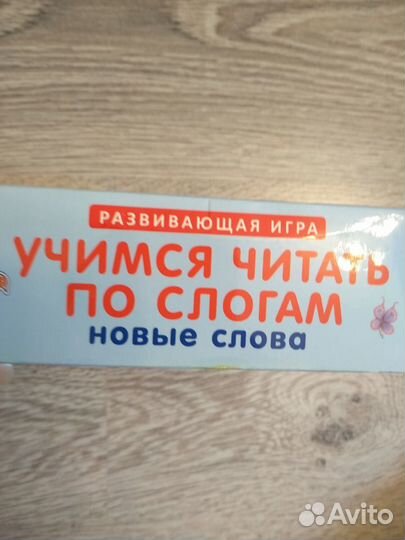 РАЗВИВАЮЩАЯ ИГРА
УЧИМСЯ ЧИТАТЬ
ПО СЛОГАМ
НОВЫЕ СЛОВА
Avito